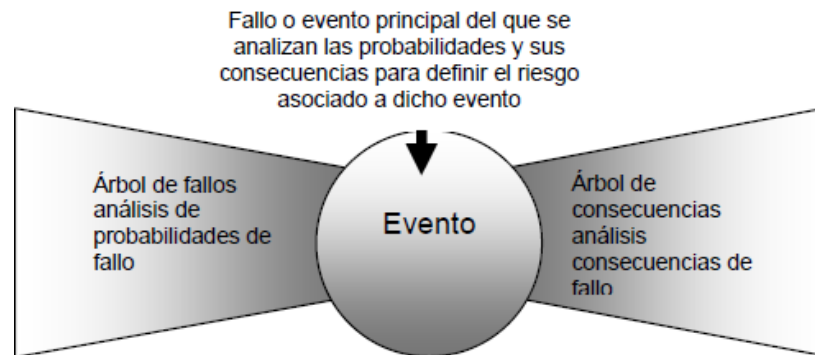 Fallo o evento principal del que se
analizan las probabilidades y sus
consecuencias para definir el riesgo
asociado a dicho evento
Árbol de fallos
análisis de
probabilidades de
fallo
Evento
Árbol de
consecuencias
análisis
consecuencias de
fallo